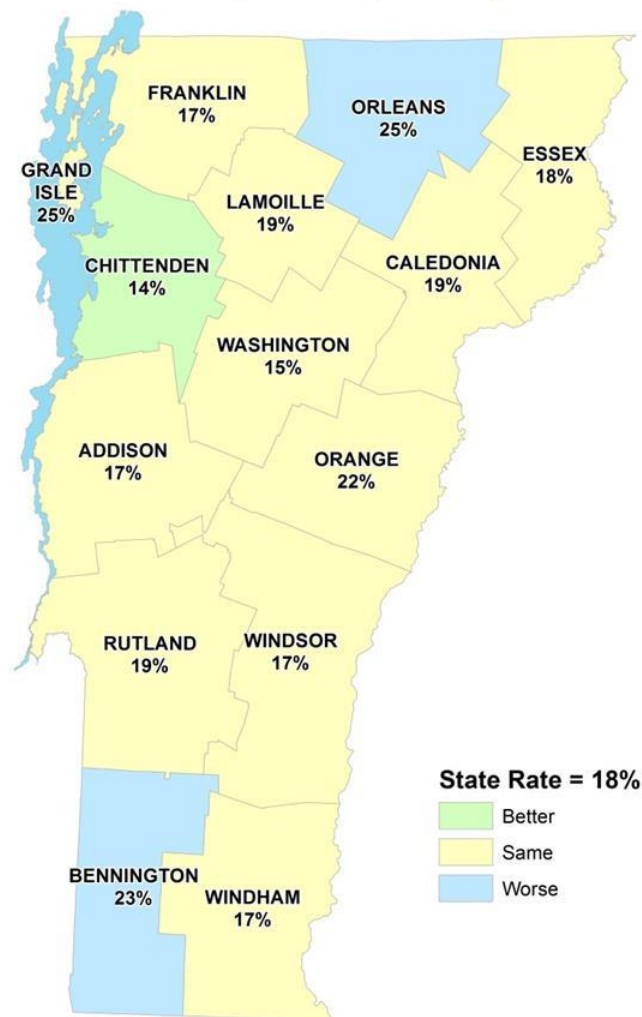 FRANKLIN
17%
ORLEANS
25%
ESSEX
18%
GRAND
ISLE
25%
LAMOILLE
19%
CHITTENDEN
14%
CALEDONIA
19%
WASHINGTON
15%
ADDISON
17%
ORANGE
22%
RUTLAND
19%
WINDSOR
17%
State Rate = 18%
Better
Same
Worse
BENNINGTON
23%
WINDHAM
17%